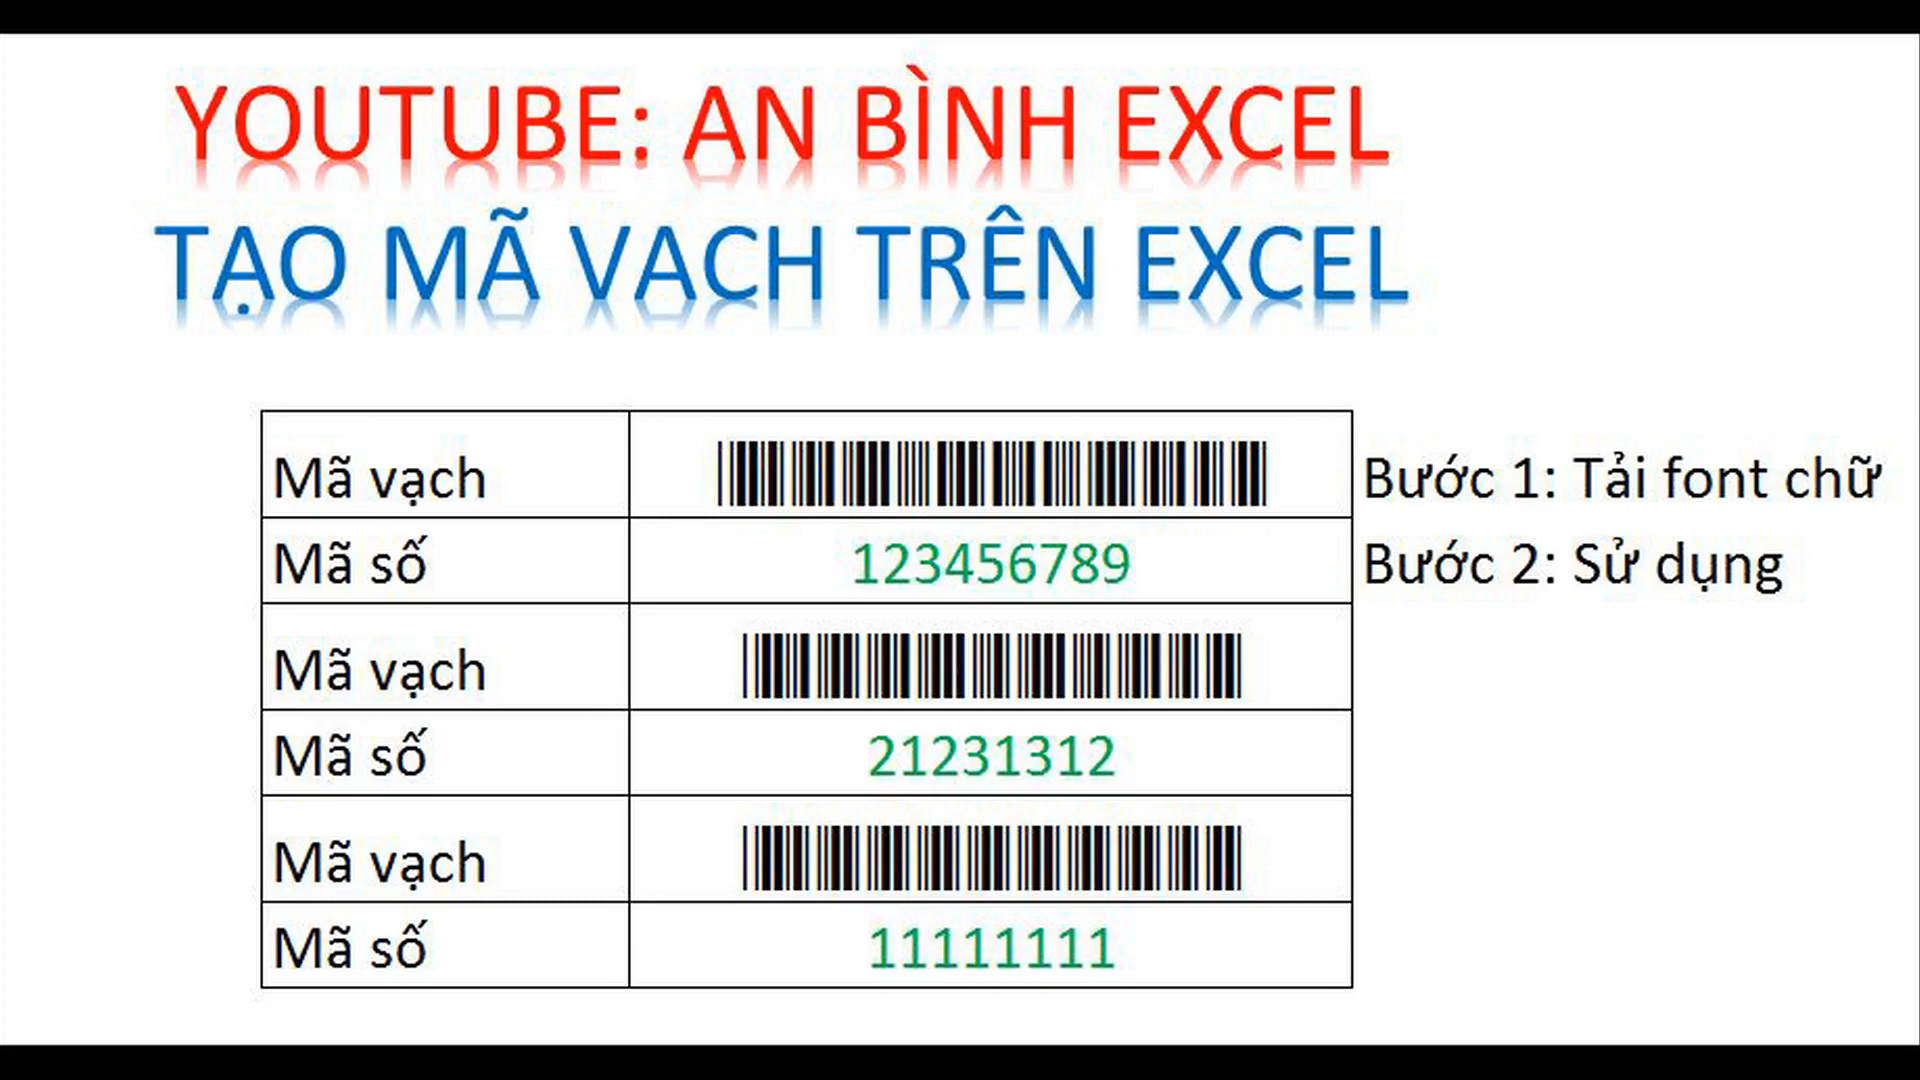 YOUTUBE: AN BÌNH EXCEL
TẠO MÃ VACH TRÊN EXCEL
Mã vạch Bước 1: Tải font chữ
Mã số 123456789 Bước 2: Sử dụng
Mã vạch
Mã số 21231312
Mã vạch
Mã số 11111111